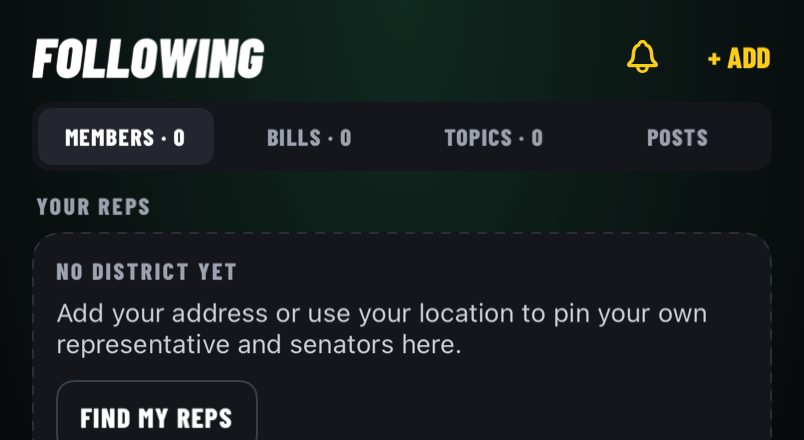 FOLLOWING
+ ADD
MEMBERS · 0
BILLS · 0
TOPICS · 0
POSTS
YOUR REPS
NO DISTRICT YET
Add your address or use your location to pin your own
representative and senators here.
FIND MY REPS